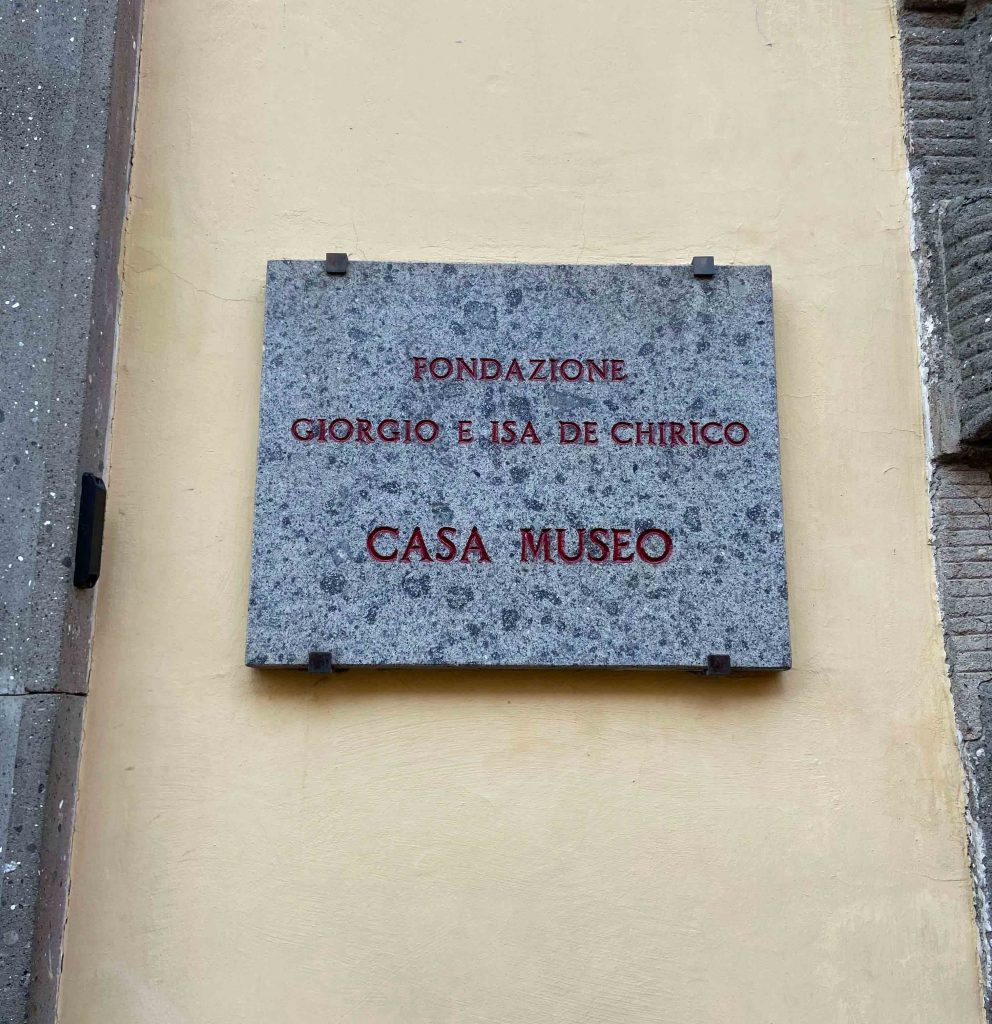 FONDAZIONE
GIORGIO E ISA DE CHIRICO
CASA MUSEO